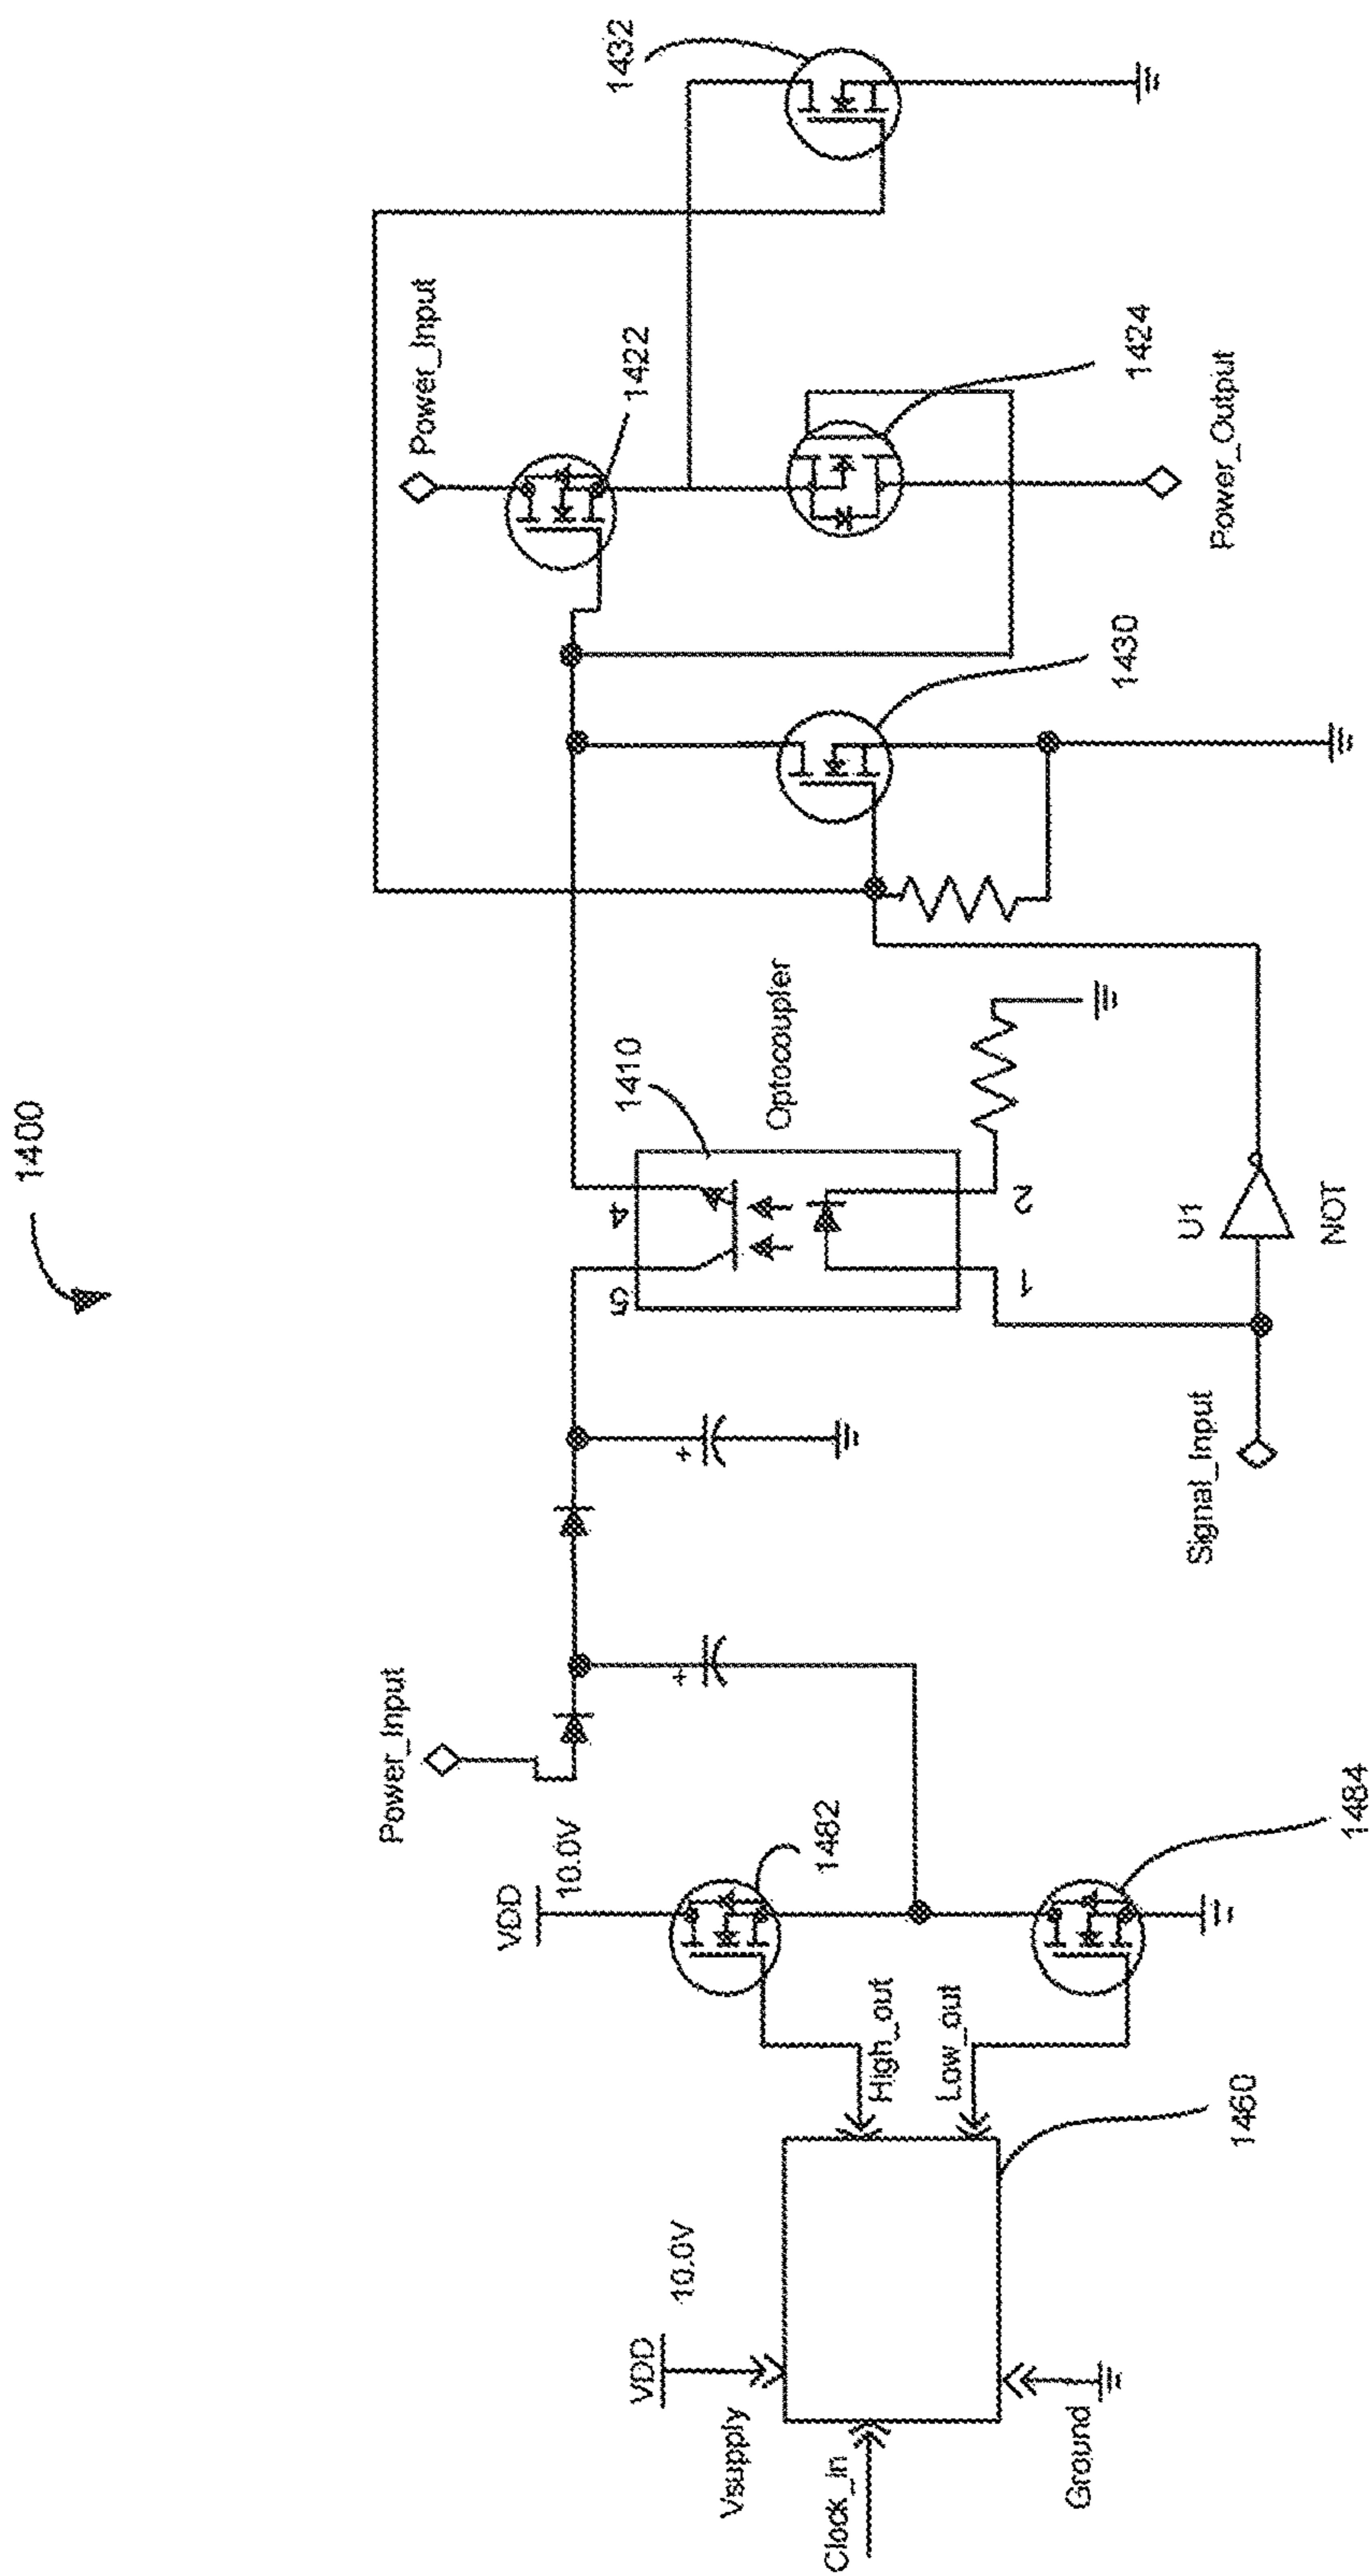 1400
VDD
10.0V
Vsupply
Clock_in
Ground
High_out
Low_out
1460
VDD
10.0V
1482
1484
Power_Input
+
+
Signal_Input
U1
NOT
5
4
1
2
1410
Optocoupler
1430
Power_Input
1422
1424
Power_Output
1432